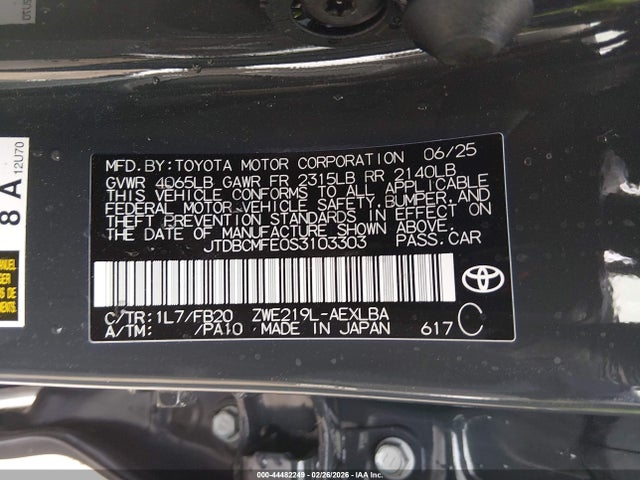 MFD.BY:TOYOTA MOTOR CORPORATION 06/25
GVWR 4065LB GAWR FR 2315LB RR 2140LB
THIS VEHICLE CONFORMS TO ALL APPLICABLE
FEDERAL MOTOR VEHICLE SAFETY, BUMPER, AND
THEFT PREVENTION STANDARDS IN EFFECT ON
THE DATE OF MANUFACTURE SHOWN ABOVE.
JTDBCMFE0S3103303 PASS.CAR
C/TR:1L7/FB20 ZWE219L-AEXLBA
A/TM: /PA10 MADE IN JAPAN 617 C
8 A
12U70
000-44482249 - 02/26/2026 - IAAI.com